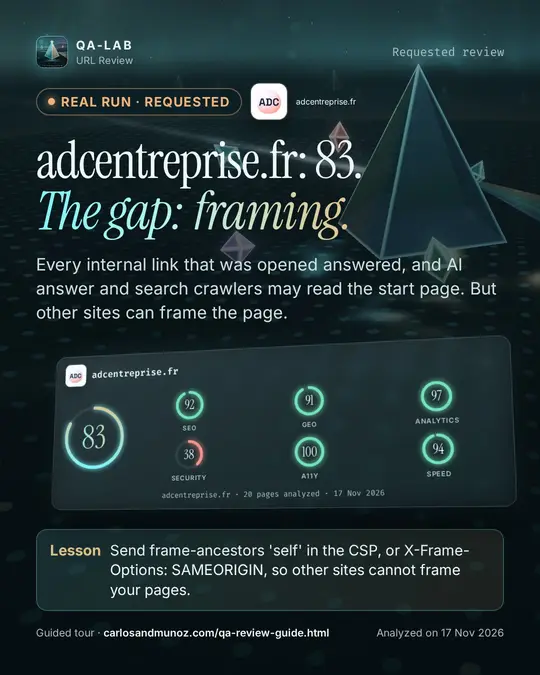 QA-LAB
URL Review
Requested review
REAL RUN · REQUESTED
ADC
adcentreprise.fr
adcentreprise.fr: 83.
The gap: framing.
Every internal link that was opened answered, and AI
answer and search crawlers may read the start page. But
other sites can frame the page.
ADC
adcentreprise.fr
83
92
SEO
91
GEO
97
ANALYTICS
38
SECURITY
100
A11Y
94
SPEED
adcentreprise.fr · 20 pages analyzed · 17 Nov 2026
Lesson
Send frame-ancestors 'self' in the CSP, or X-Frame-
Options: SAMEORIGIN, so other sites cannot frame
your pages.
Guided tour · carlosandmunoz.com/qa-review-guide.html
Analyzed on 17 Nov 2026